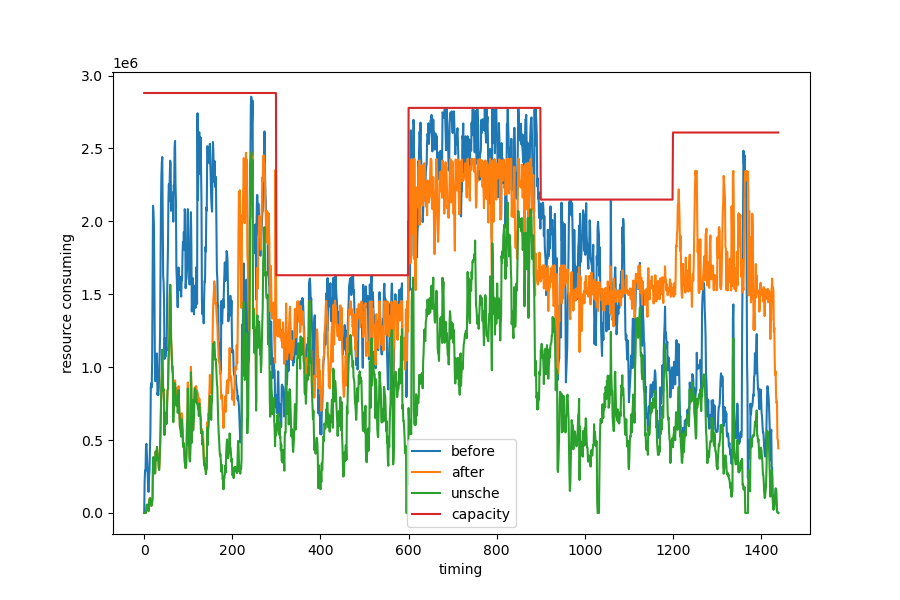 1e6
3.0
2.5
2.0
1.5
1.0
0.5
0.0
resource consuming
before
after
unsche
capacity
0 200 400 600 800 1000 1200 1400
timing